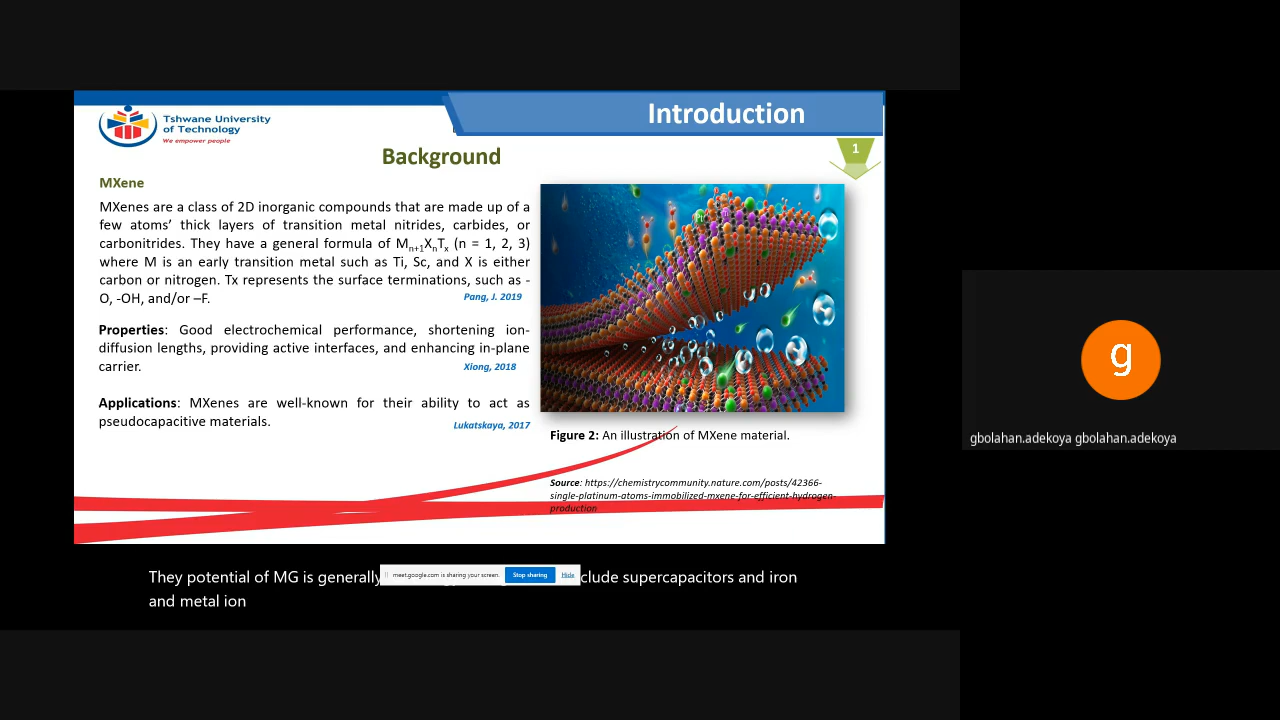 Introduction
Tshwane University
of Technology
We empower people
Background
1
MXene
MXenes are a class of 2D inorganic compounds that are made up of a
few atoms’ thick layers of transition metal nitrides, carbides, or
carbonitrides. They have a general formula of Mn+1XnTx (n = 1, 2, 3)
where M is an early transition metal such as Ti, Sc, and X is either
carbon or nitrogen. Tx represents the surface terminations, such as -
O, -OH, and/or –F.
Pang, J. 2019
Properties: Good electrochemical performance, shortening ion-
diffusion lengths, providing active interfaces, and enhancing in-plane
carrier.
Xiong, 2018
Applications: MXenes are well-known for their ability to act as
pseudocapacitive materials.
Lukatskaya, 2017
Figure 2: An illustration of MXene material.
Source: https://chemistrycommunity.nature.com/posts/42366-
single-platinum-atoms-immobilized-mxene-for-efficient-hydrogen-
production
They potential of MG is generally clude supercapacitors and iron
and metal ion
meet.google.com is sharing your screen. Stop sharing Hide
g
gbolahan.adekoya gbolahan.adekoya